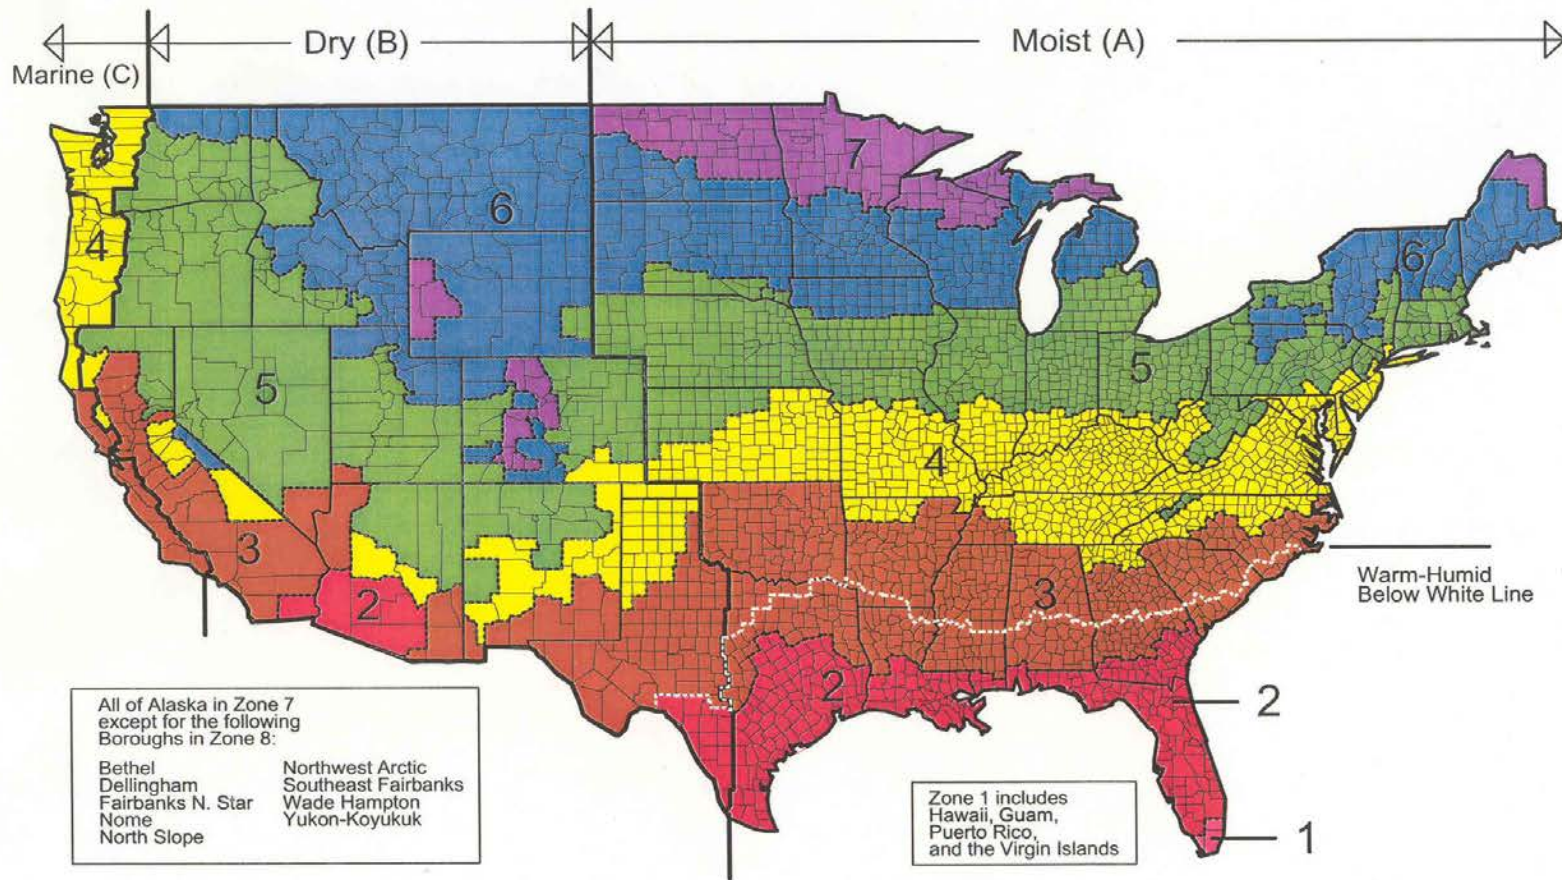 Marine (C)
Dry (B)
Moist (A)
7
6
6
4
5
5
4
3
3
2
2
2
1
Warm-Humid
Below White Line
All of Alaska in Zone 7
except for the following
Boroughs in Zone 8:
Bethel
Dellingham
Fairbanks N. Star
Nome
North Slope
Northwest Arctic
Southeast Fairbanks
Wade Hampton
Yukon-Koyukuk
Zone 1 includes
Hawaii, Guam,
Puerto Rico,
and the Virgin Islands